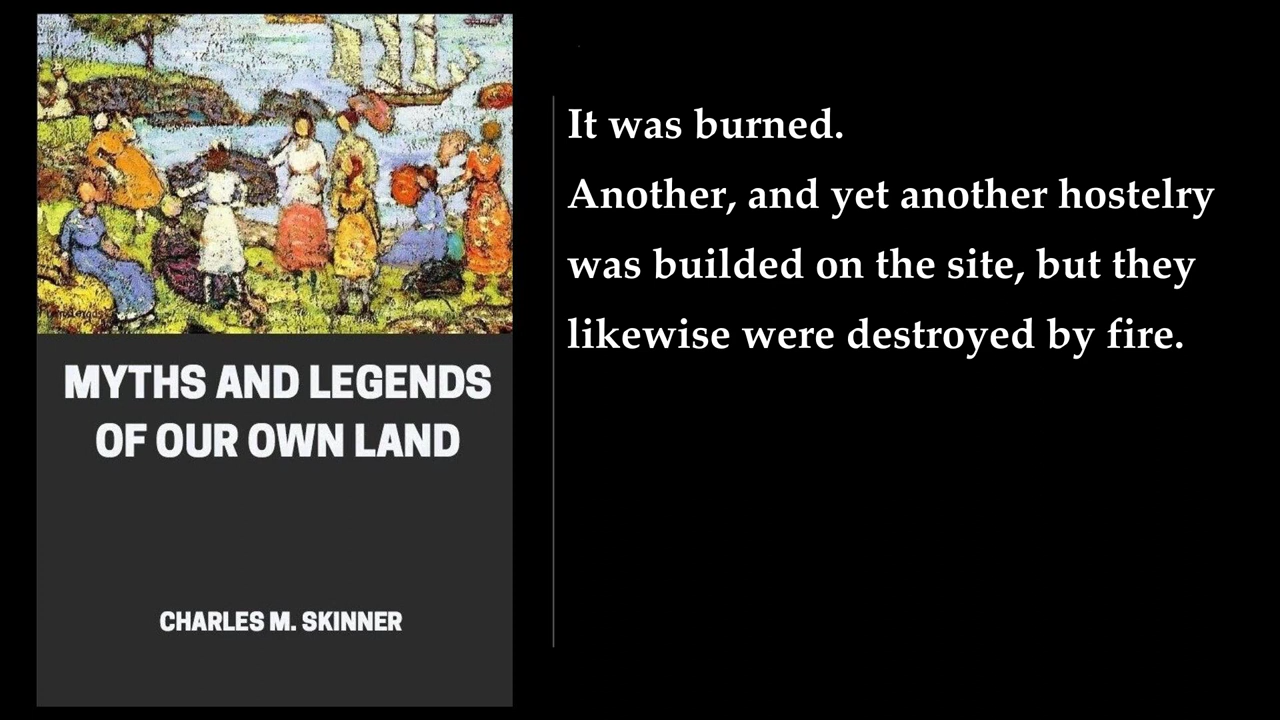 MYTHS AND LEGENDS
OF OUR OWN LAND
CHARLES M. SKINNER
It was burned.
Another, and yet another hostelry
was builded on the site, but they
likewise were destroyed by fire.